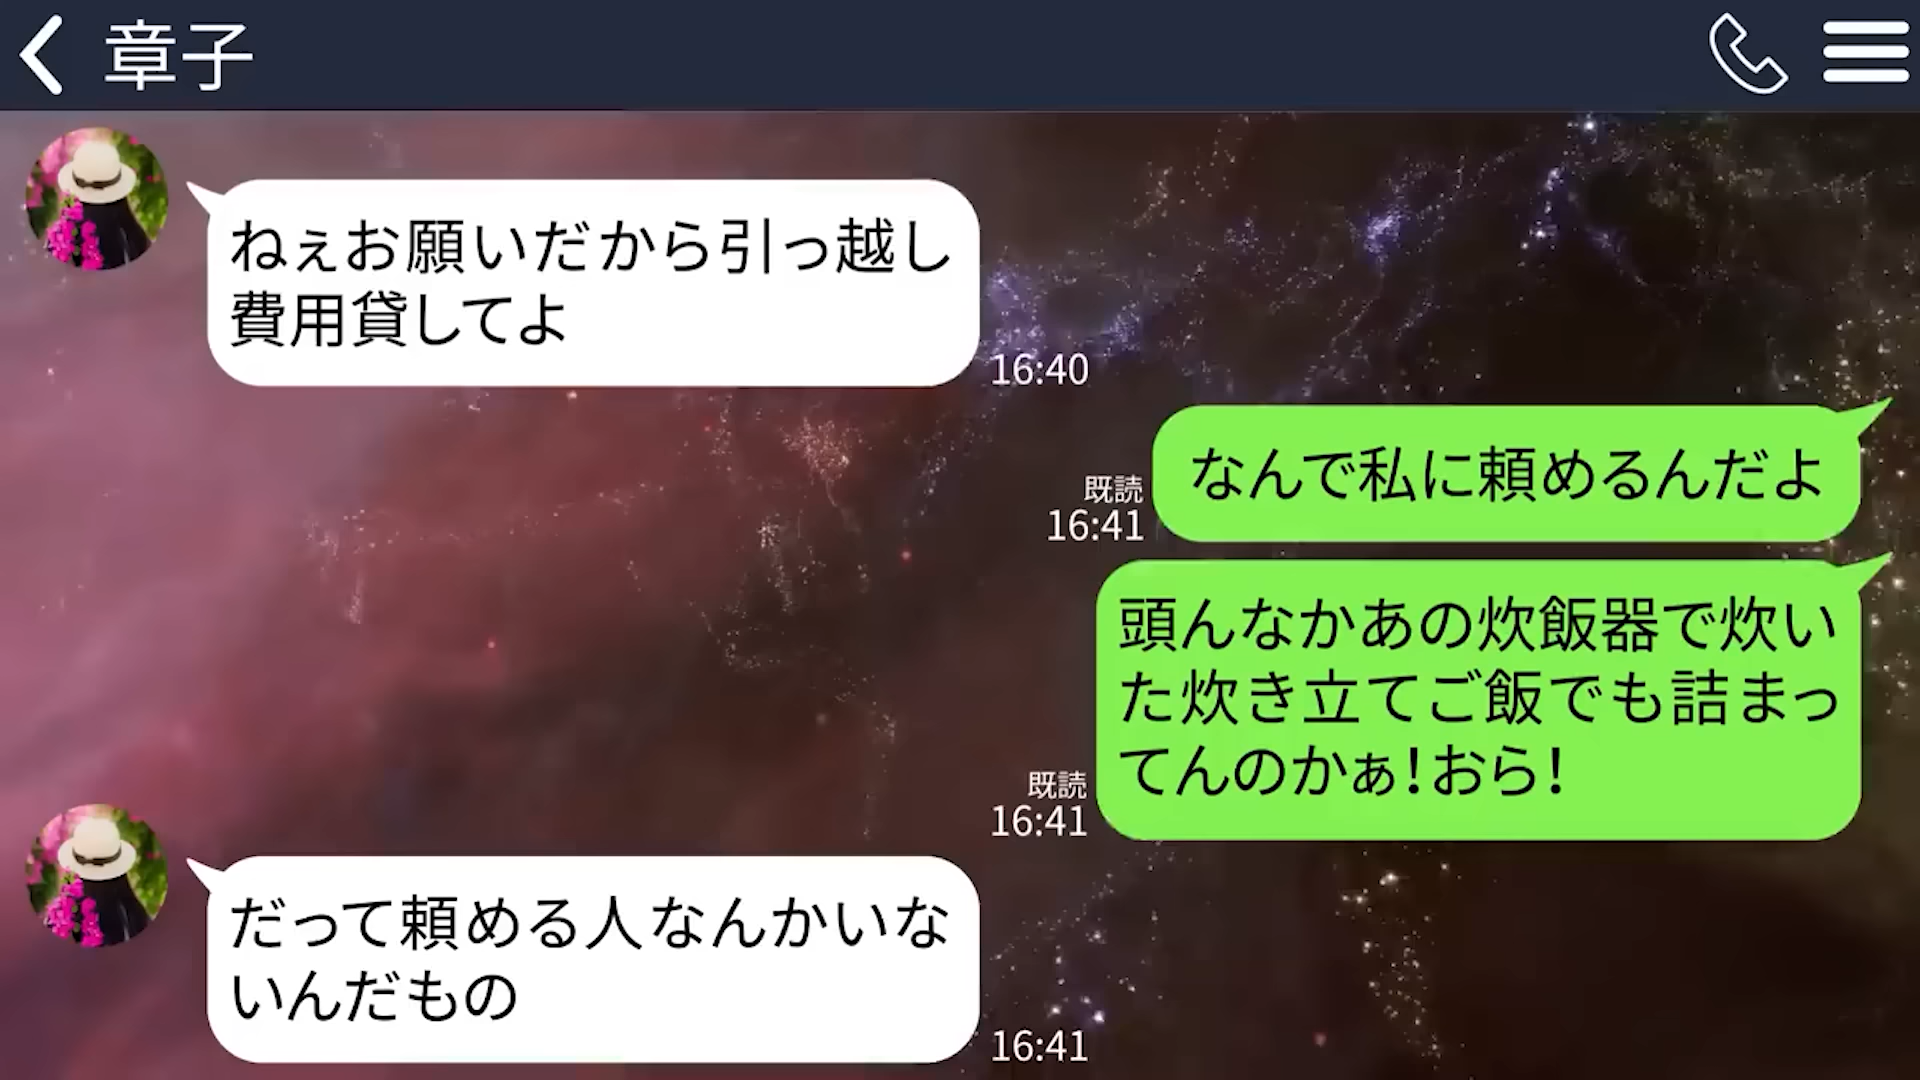 章子
ねぇお願いだから引っ越し
費用貸してよ
16:40
なんで私に頼めるんだよ
既読
16:41
頭んなかあの炊飯器で炊い
た炊き立てご飯でも詰まっ
てんのかぁ！おら！
既読
16:41
だって頼める人なんかいな
いんだもの
16:41